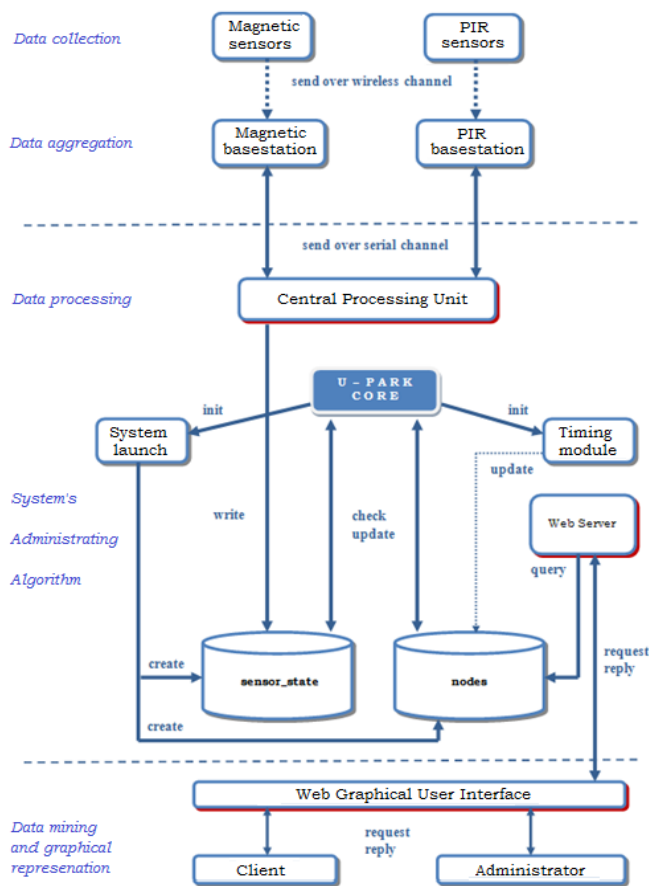 Data collection
Magnetic
sensors
PIR
sensors
send over wireless channel
Data aggregation
Magnetic
basestation
PIR
basestation
send over serial channel
Data processing
Central Processing Unit
U – PARK
CORE
init
init
System
launch
Timing
module
update
System's
Administrating
Algorithm
write
check
update
Web Server
query
create
sensor_state
nodes
request
reply
create
Web Graphical User Interface
Data mining
and graphical
represenation
request
reply
Client
Administrator